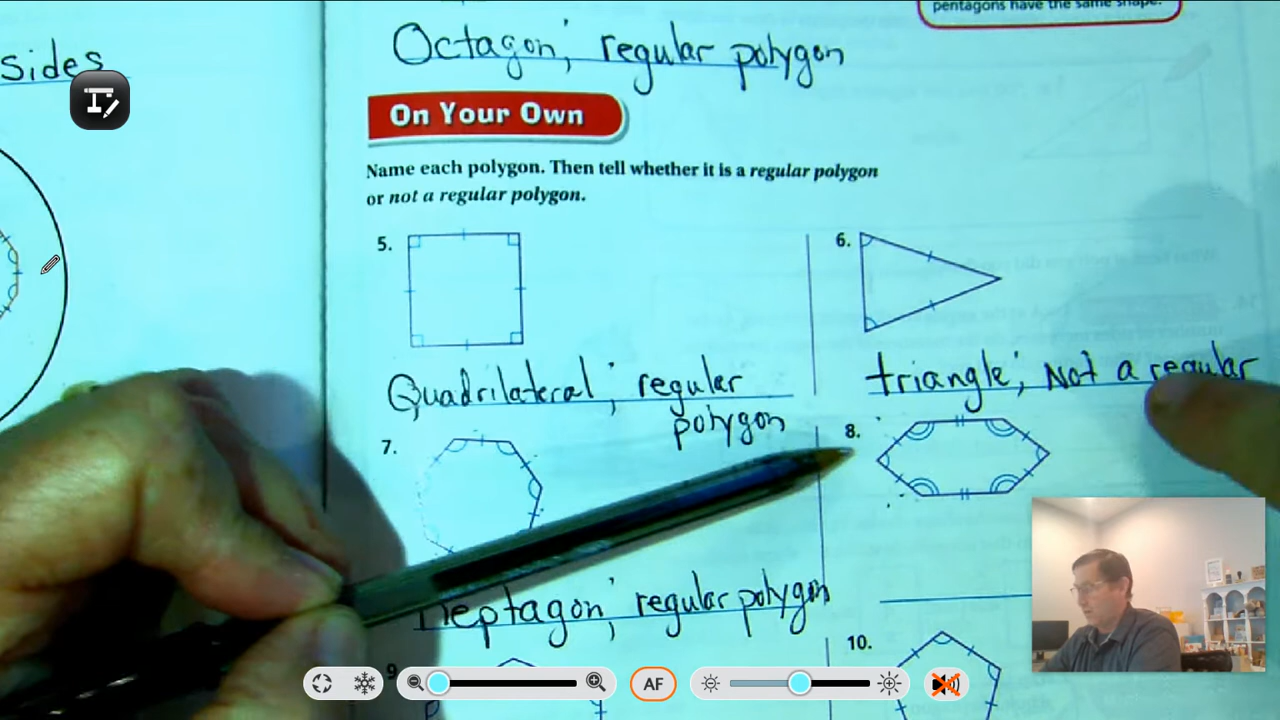 pentagons have the same shape.
sides
Octagon; regular polygon
On Your Own
Name each polygon. Then tell whether it is a regular polygon
or not a regular polygon.
5.
6.
Quadrilateral; regular
polygon
triangle; Not a regular
7.
8.
Heptagon; regular polygon
9
10.
AF